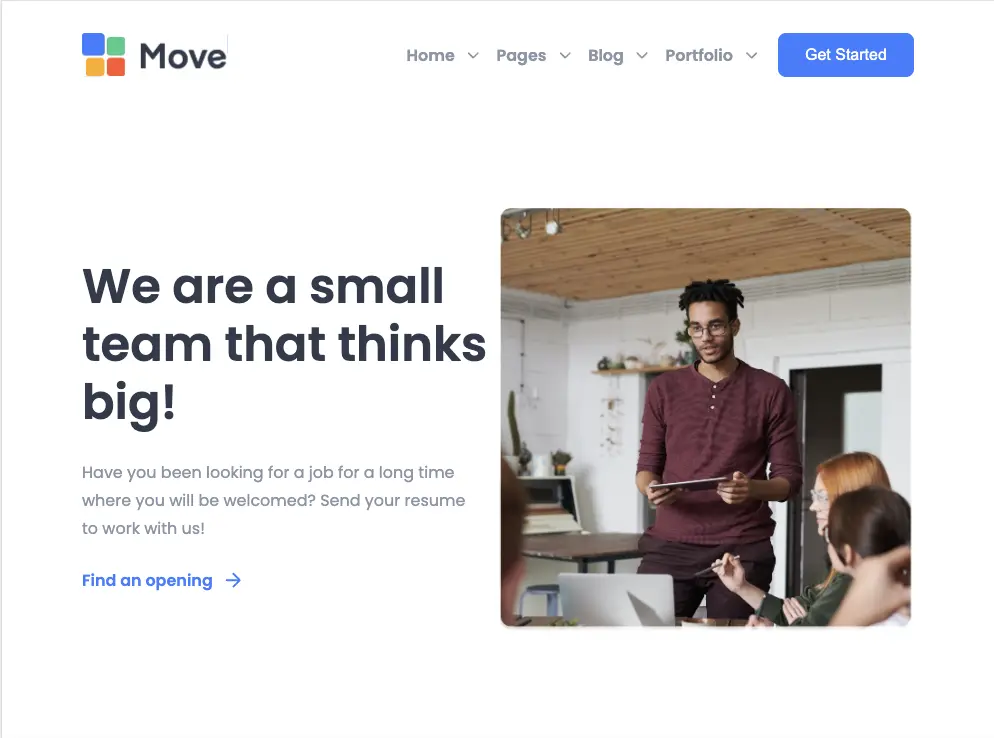 Move
Home Pages Blog Portfolio Get Started
We are a small
team that thinks
big!
Have you been looking for a job for a long time
where you will be welcomed? Send your resume
to work with us!
Find an opening